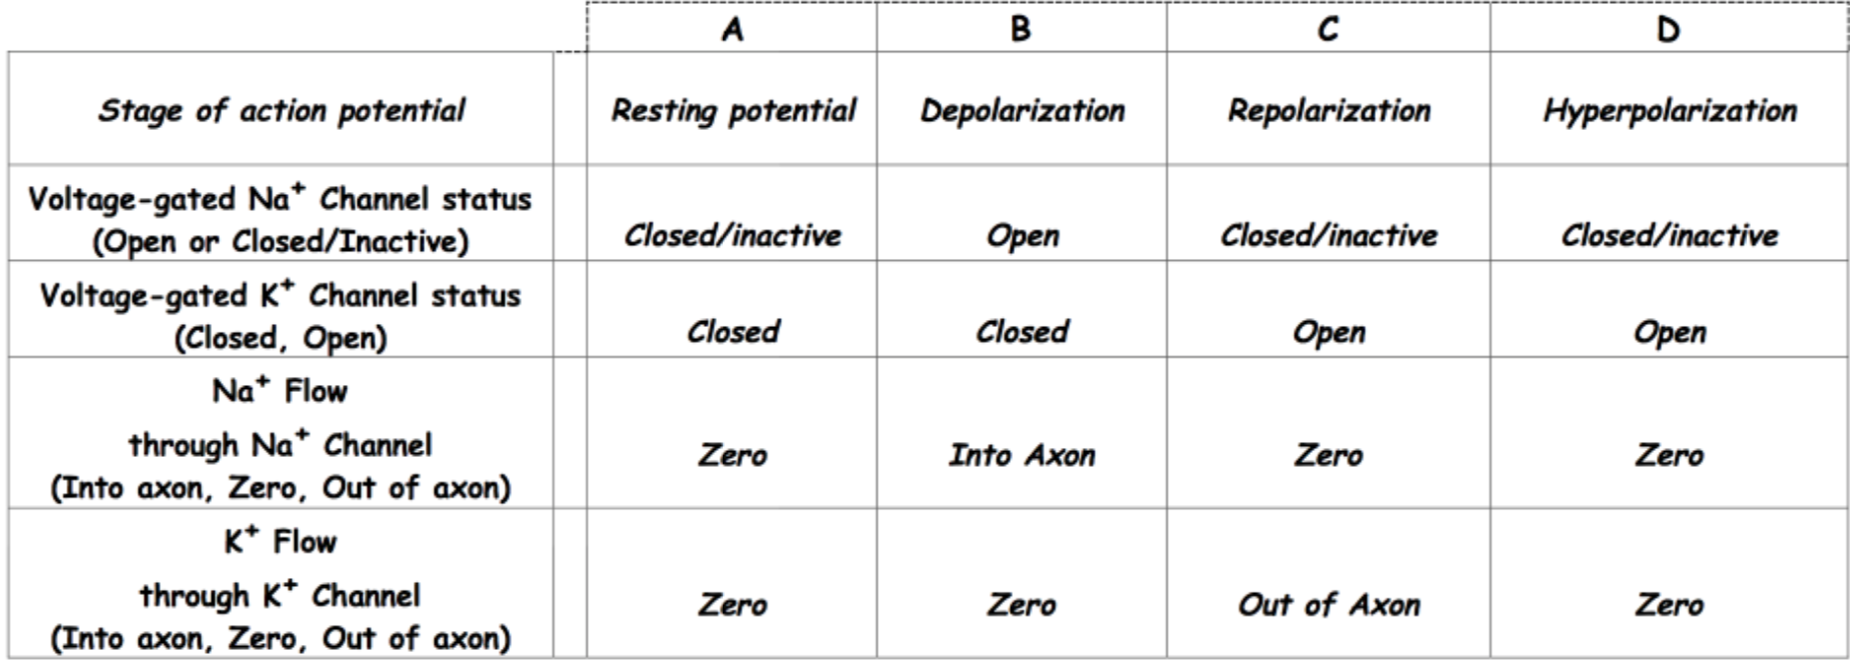 A B C D
Stage of action potential Resting potential Depolarization Repolarization Hyperpolarization
Voltage-gated Na⁺ Channel status
(Open or Closed/Inactive) Closed/inactive Open Closed/inactive Closed/inactive
Voltage-gated K⁺ Channel status
(Closed, Open) Closed Closed Open Open
Na⁺ Flow
through Na⁺ Channel
Zero Into Axon Zero Zero
(Into axon, Zero, Out of axon)
K⁺ Flow
through K⁺ Channel
Zero Zero Out of Axon Zero
(Into axon, Zero, Out of axon)